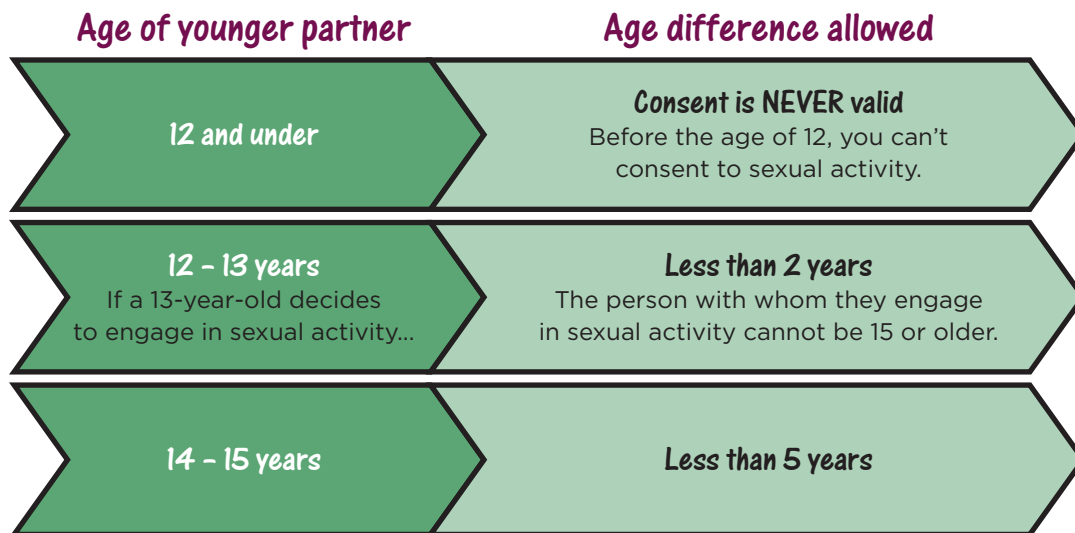 Age of younger partner
Age difference allowed
12 and under
Consent is NEVER valid
Before the age of 12, you can’t
consent to sexual activity.
12 – 13 years
If a 13-year-old decides
to engage in sexual activity...
Less than 2 years
The person with whom they engage
in sexual activity cannot be 15 or older.
14 – 15 years
Less than 5 years